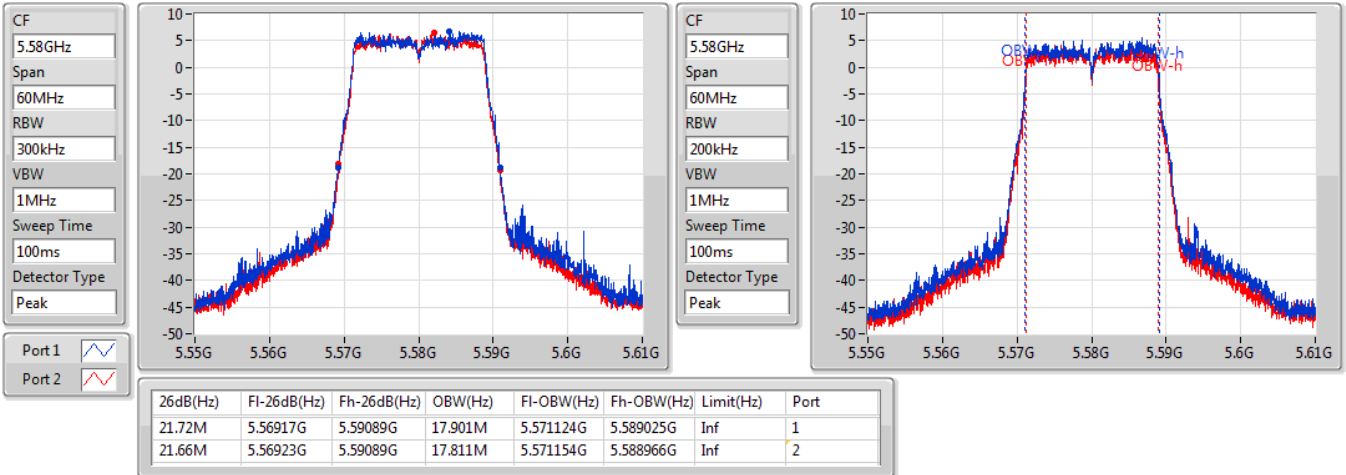 CF
5.58GHz
Span
60MHz
RBW
300kHz
VBW
1MHz
Sweep Time
100ms
Detector Type
Peak
10
5
0
-5
-10
-15
-20
-25
-30
-35
-40
-45
-50
5.55G 5.56G 5.57G 5.58G 5.59G 5.6G 5.61G
CF
5.58GHz
Span
60MHz
RBW
200kHz
VBW
1MHz
Sweep Time
100ms
Detector Type
Peak
10
5
0
-5
-10
-15
-20
-25
-30
-35
-40
-45
-50
5.55G 5.56G 5.57G 5.58G 5.59G 5.6G 5.61G
OBW-h
Port 1
Port 2
26dB(Hz) Fl-26dB(Hz) Fh-26dB(Hz) OBW(Hz) Fl-OBW(Hz) Fh-OBW(Hz) Limit(Hz) Port
21.72M 5.56917G 5.59089G 17.901M 5.571124G 5.589025G Inf 1
21.66M 5.56923G 5.59089G 17.811M 5.571154G 5.588966G Inf 2